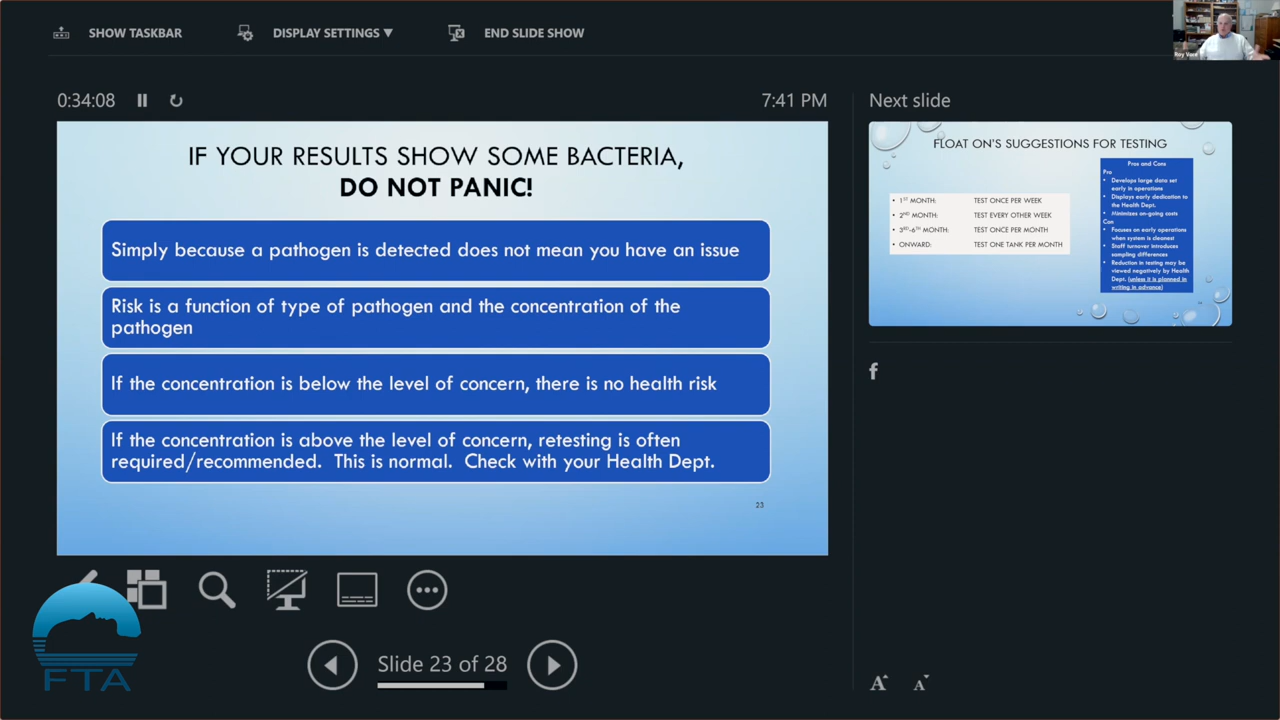 SHOW TASKBAR
DISPLAY SETTINGS ▼
END SLIDE SHOW
Roy Vore
0:34:08
7:41 PM
Next slide
IF YOUR RESULTS SHOW SOME BACTERIA,
DO NOT PANIC!
Simply because a pathogen is detected does not mean you have an issue
Risk is a function of type of pathogen and the concentration of the
pathogen
If the concentration is below the level of concern, there is no health risk
If the concentration is above the level of concern, retesting is often
required/recommended. This is normal. Check with your Health Dept.
23
FLOAT ON'S SUGGESTIONS FOR TESTING
• 1ST MONTH: TEST ONCE PER WEEK
• 2ND MONTH: TEST EVERY OTHER WEEK
• 3RD-6TH MONTH: TEST ONCE PER MONTH
• ONWARD: TEST ONE TANK PER MONTH
Pros and Cons
Pro
• Develops large data set
early in operations
• Displays early dedication to
the Health Dept.
• Minimizes on-going costs
Con
• Focuses on early operations
when system is cleanest
• Staff turnover introduces
sampling differences
• Reduction in testing may be
viewed negatively by Health
Dept. (unless it is planned in
writing in advance)
f
FTA
Slide 23 of 28
A A